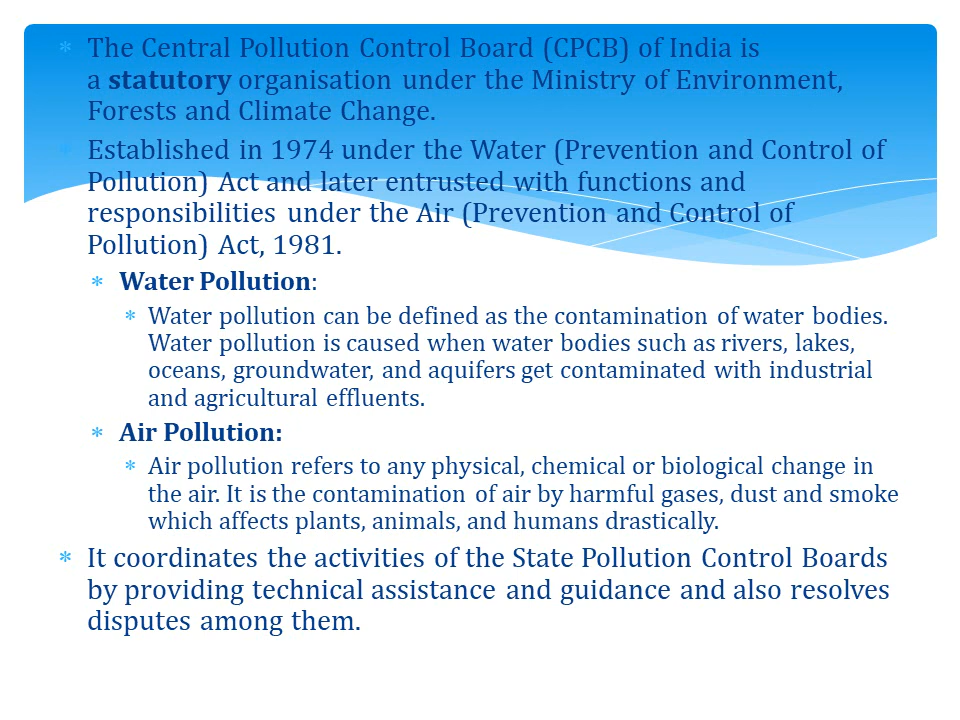 The Central Pollution Control Board (CPCB) of India is
a statutory organisation under the Ministry of Environment,
Forests and Climate Change.
Established in 1974 under the Water (Prevention and Control of
Pollution) Act and later entrusted with functions and
responsibilities under the Air (Prevention and Control of
Pollution) Act, 1981.
Water Pollution:
Water pollution can be defined as the contamination of water bodies.
Water pollution is caused when water bodies such as rivers, lakes,
oceans, groundwater, and aquifers get contaminated with industrial
and agricultural effluents.
Air Pollution:
Air pollution refers to any physical, chemical or biological change in
the air. It is the contamination of air by harmful gases, dust and smoke
which affects plants, animals, and humans drastically.
It coordinates the activities of the State Pollution Control Boards
by providing technical assistance and guidance and also resolves
disputes among them.